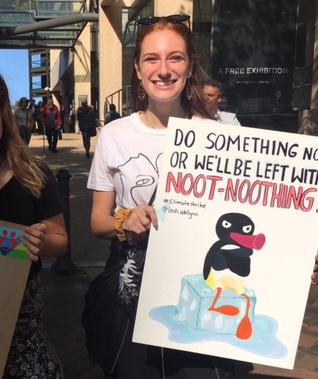 A FREE EXHIBITION
DO SOMETHING NO
OR WE'LL BE LEFT WITH
NOOT-NOOTHING!
#climatestrike